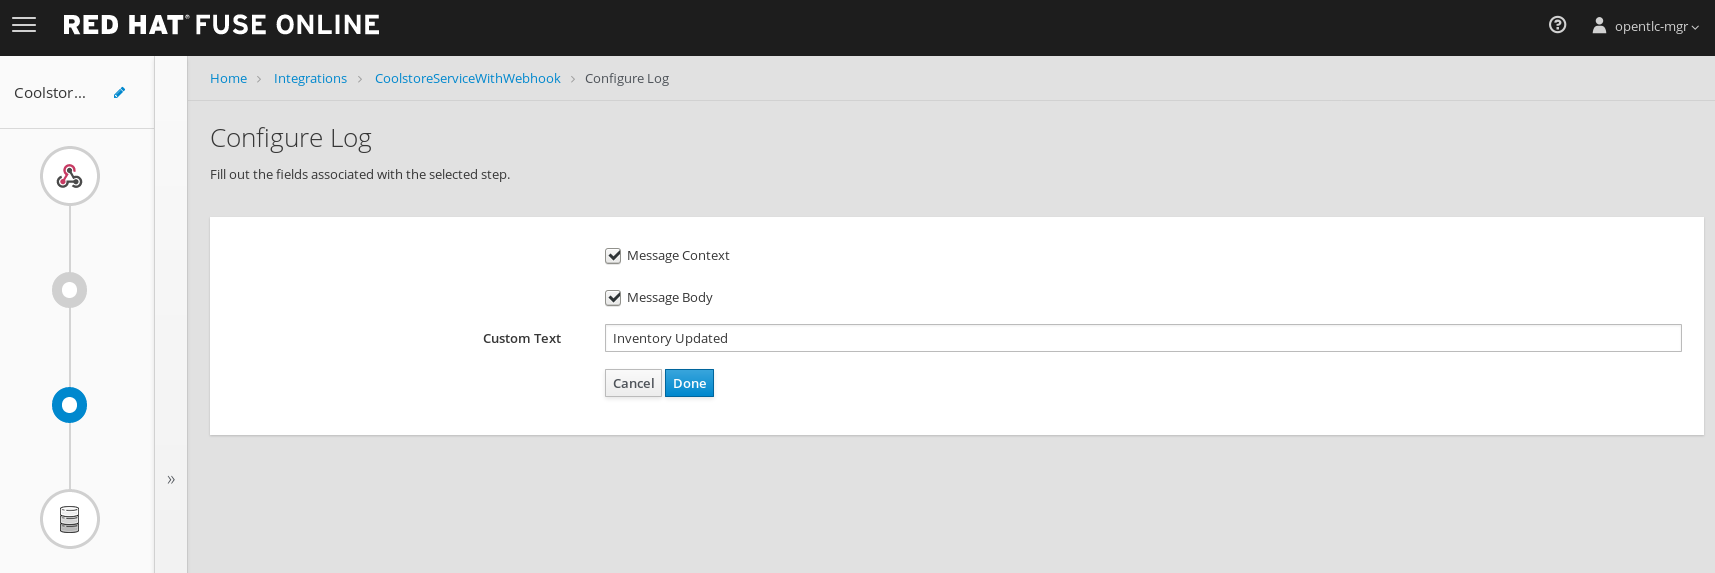 RED HAT® FUSE ONLINE
opentlc-mgr
Coolstor...
Home > Integrations > CoolstoreServiceWithWebhook > Configure Log
Configure Log
Fill out the fields associated with the selected step.
Message Context
Message Body
Custom Text Inventory Updated
Cancel Done
»